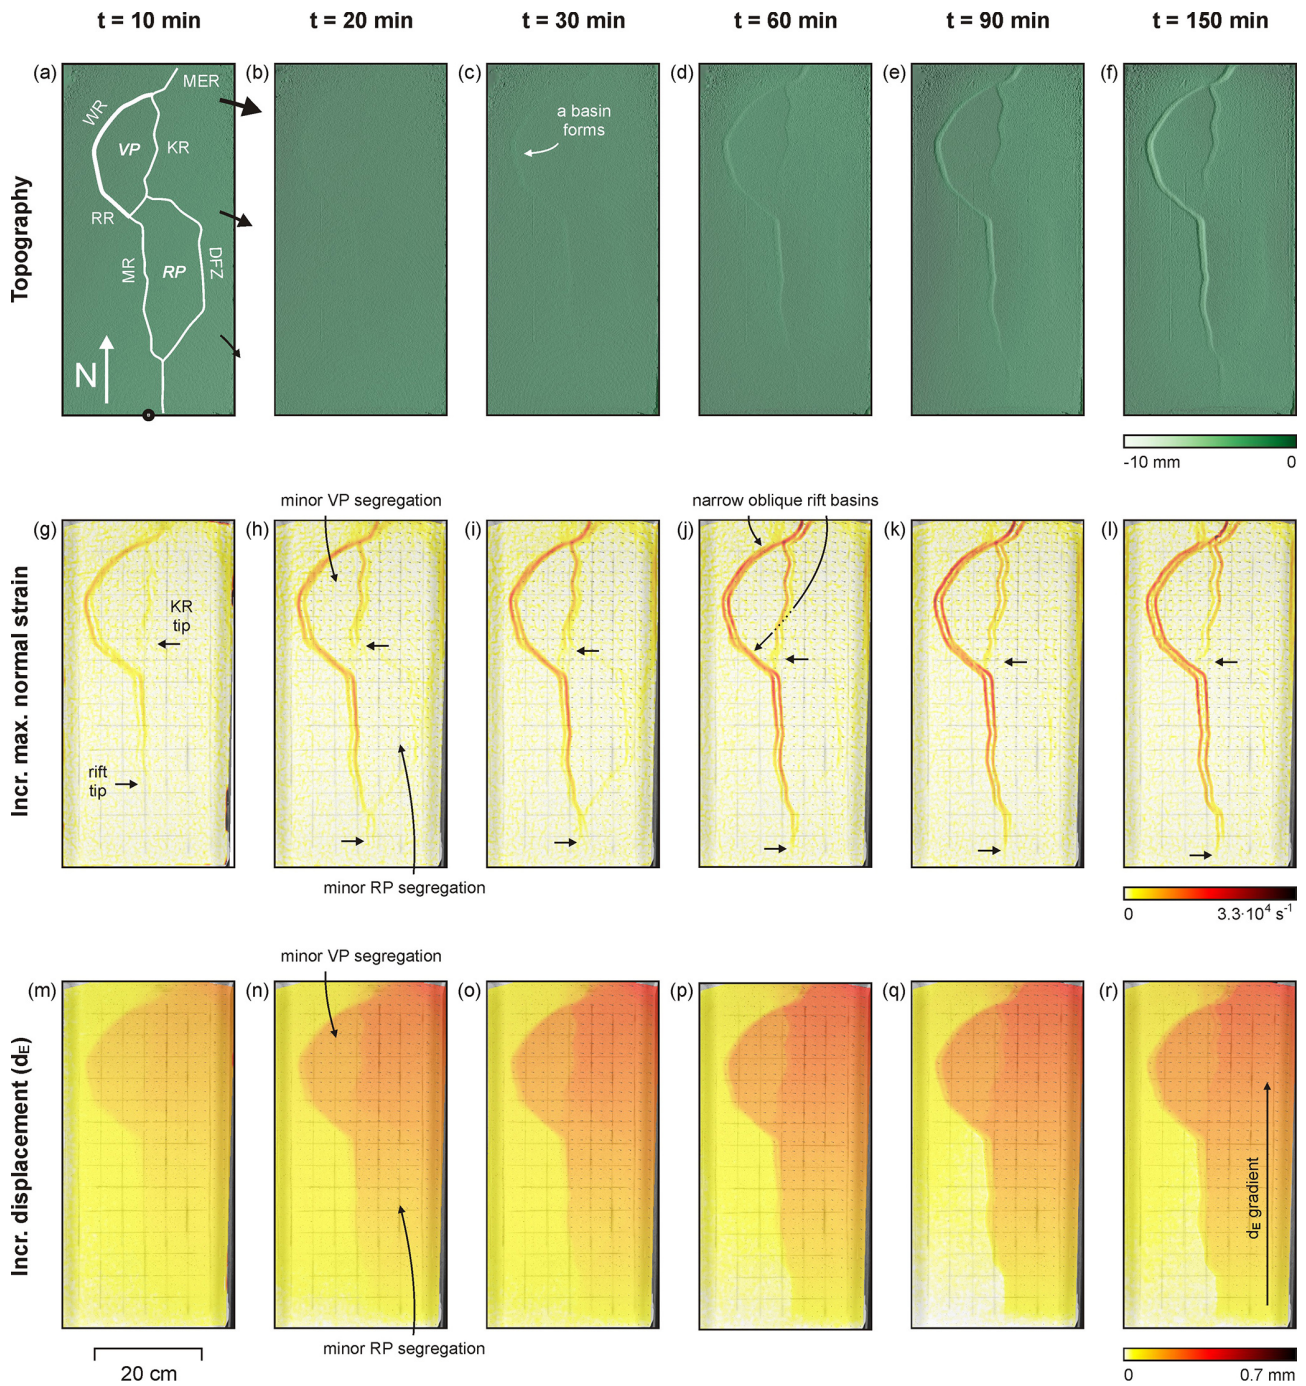 t = 10 min
t = 20 min
t = 30 min
t = 60 min
t = 90 min
t = 150 min
Topography
(a)
MER
WR
VP
KR
RR
MR
RP
DFZ
N
(b)
(c)
a basin
forms
(d)
(e)
(f)
-10 mm
0
Incr. max. normal strain
minor VP segregation
narrow oblique rift basins
(g)
KR
tip
rift
tip
(h)
(i)
(j)
(k)
(l)
minor RP segregation
0
3.3·10⁴ s⁻¹
Incr. displacement (dE)
minor VP segregation
(m)
(n)
(o)
(p)
(q)
(r)
dE gradient
minor RP segregation
20 cm
0
0.7 mm